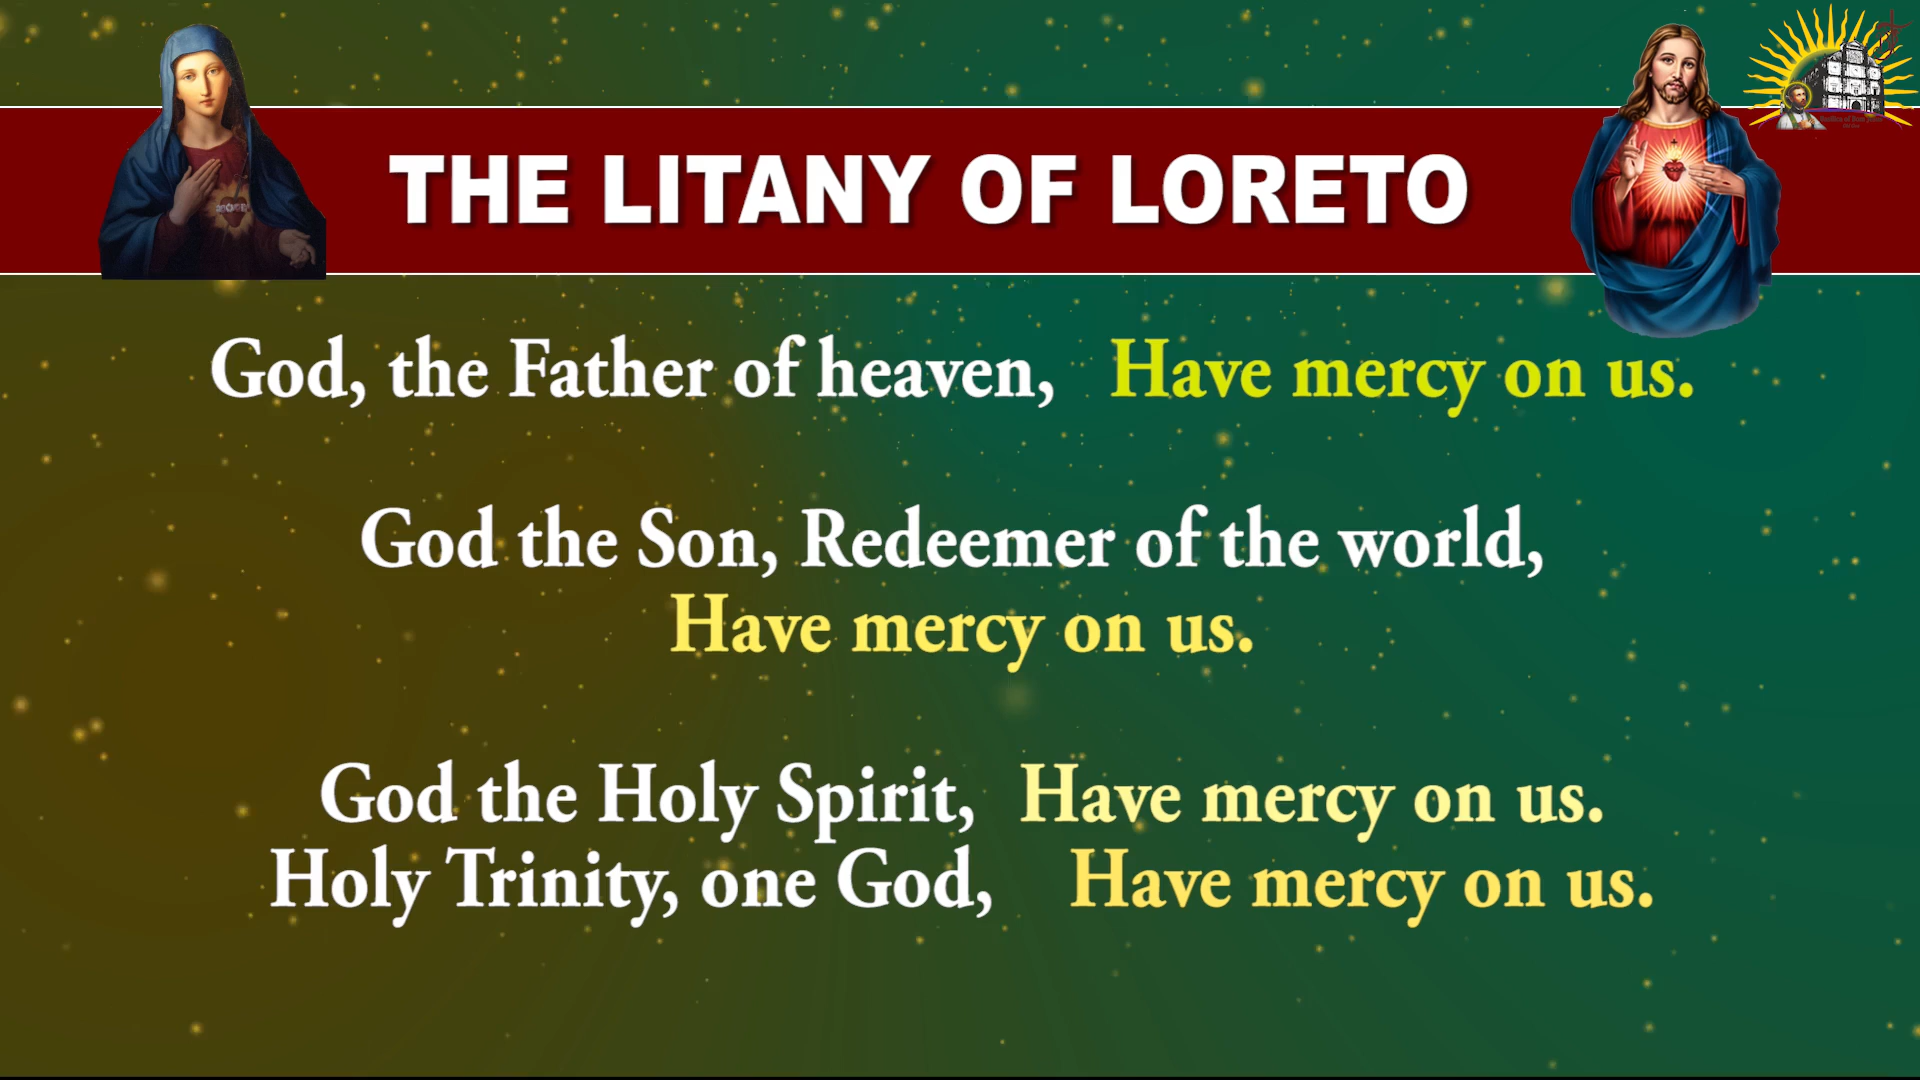 THE LITANY OF LORETO
God, the Father of heaven, Have mercy on us.
God the Son, Redeemer of the world,
Have mercy on us.
God the Holy Spirit, Have mercy on us.
Holy Trinity, one God, Have mercy on us.